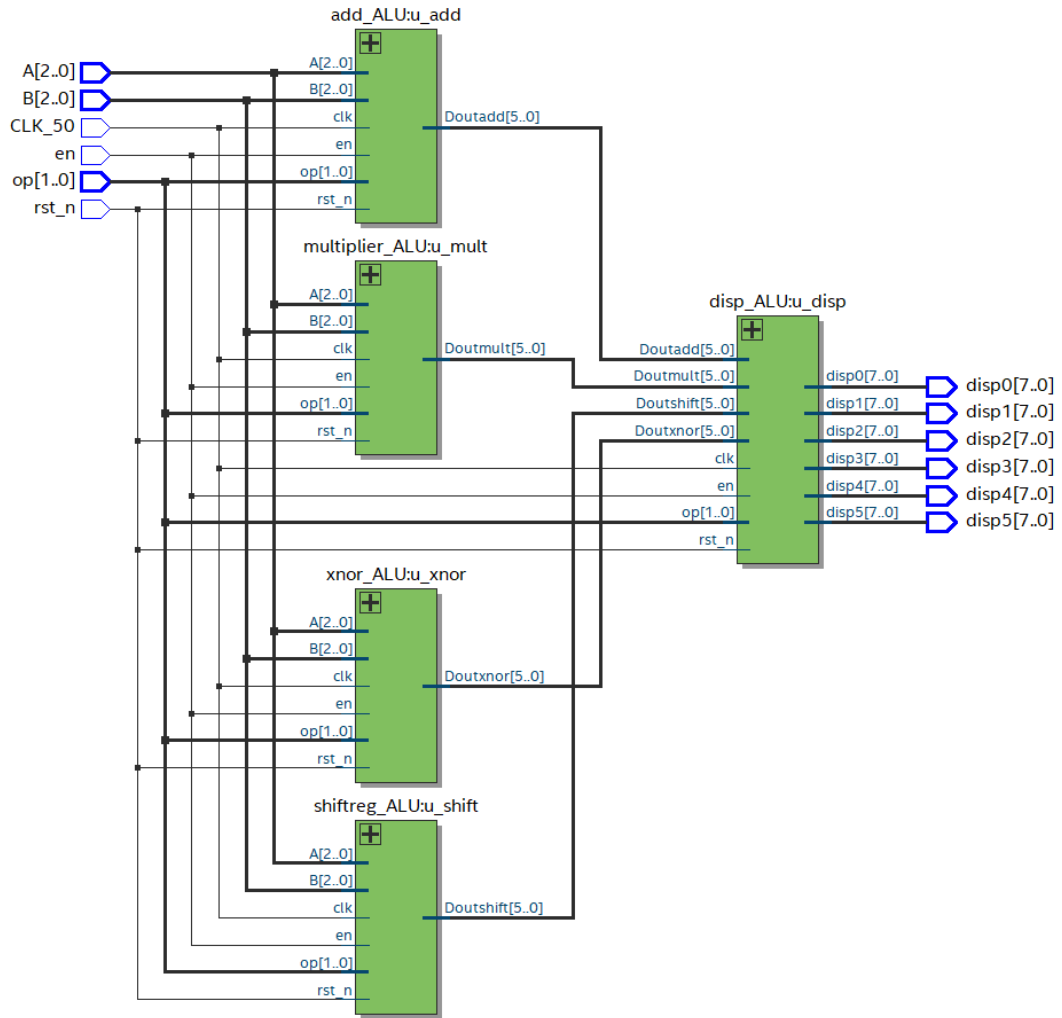 add_ALU:u_add
A[2..0]
B[2..0]
CLK_50
en
op[1..0]
rst_n
A[2..0]
B[2..0]
clk
en
op[1..0]
rst_n
Doutadd[5..0]
multiplier_ALU:u_mult
A[2..0]
B[2..0]
clk
en
op[1..0]
rst_n
Doutmult[5..0]
disp_ALU:u_disp
Doutadd[5..0]
Doutmult[5..0]
Doutshift[5..0]
Doutxnor[5..0]
clk
en
op[1..0]
rst_n
disp0[7..0]
disp1[7..0]
disp2[7..0]
disp3[7..0]
disp4[7..0]
disp5[7..0]
disp0[7..0]
disp1[7..0]
disp2[7..0]
disp3[7..0]
disp4[7..0]
disp5[7..0]
xnor_ALU:u_xnor
A[2..0]
B[2..0]
clk
en
op[1..0]
rst_n
Doutxnor[5..0]
shiftreg_ALU:u_shift
A[2..0]
B[2..0]
clk
en
op[1..0]
rst_n
Doutshift[5..0]